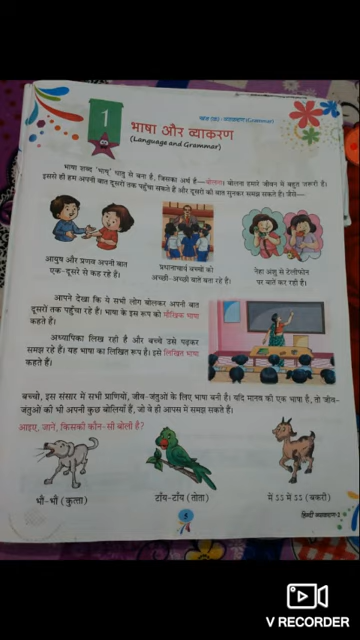 खंड (अ) : व्याकरण (Grammar)
1
भाषा और व्याकरण
(Language and Grammar)
भाषा शब्द 'भाष्' धातु से बना है, जिसका अर्थ है—बोलना। बोलना हमारे जीवन में बहुत जरूरी है।
इससे ही हम अपनी बात दूसरों तक पहुँचा सकते हैं और दूसरों की बात सुनकर समझ सकते हैं। जैसे—
आयुष और प्रणव अपनी बात
एक-दूसरे से कह रहे हैं।
प्रधानाचार्य बच्चों को
अच्छी-अच्छी बातें बता रहे हैं।
नेहा अंशु से टेलीफोन
पर बातें कर रही है।
आपने देखा कि ये सभी लोग बोलकर अपनी बात
दूसरों तक पहुँचा रहे हैं। भाषा के इस रूप को मौखिक भाषा
कहते हैं।
अध्यापिका लिख रही है और बच्चे उसे पढ़कर
समझ रहे हैं। यह भाषा का लिखित रूप है। इसे लिखित भाषा
कहते हैं।
बच्चो, इस संसार में सभी प्राणियों, जीव-जंतुओं के लिए भाषा बनी है। यदि मानव की एक भाषा है, तो जीव-
जंतुओं की भी अपनी कुछ बोलियाँ हैं, जो वे ही आपस में समझ सकते हैं।
आइए, जानें, किसकी कौन-सी बोली है?
भौं-भौं (कुत्ता)
टाँय-टाँय (तोता)
में ऽऽ में ऽऽ (बकरी)
5
हिन्दी व्याकरण-3
V RECORDER